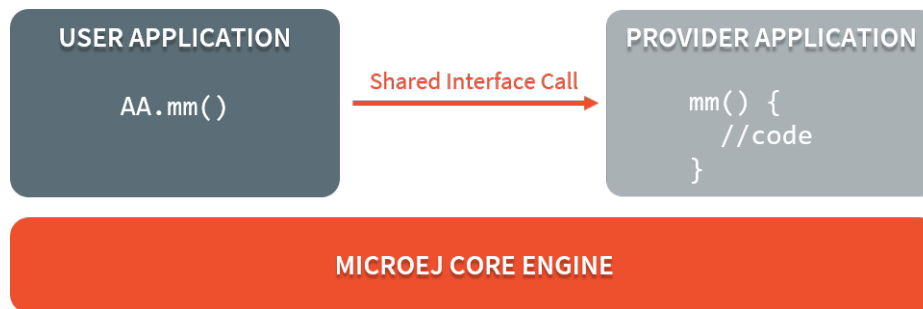 USER APPLICATION
AA.mm()
Shared Interface Call
PROVIDER APPLICATION
mm() {
//code
}
MICROEJ CORE ENGINE